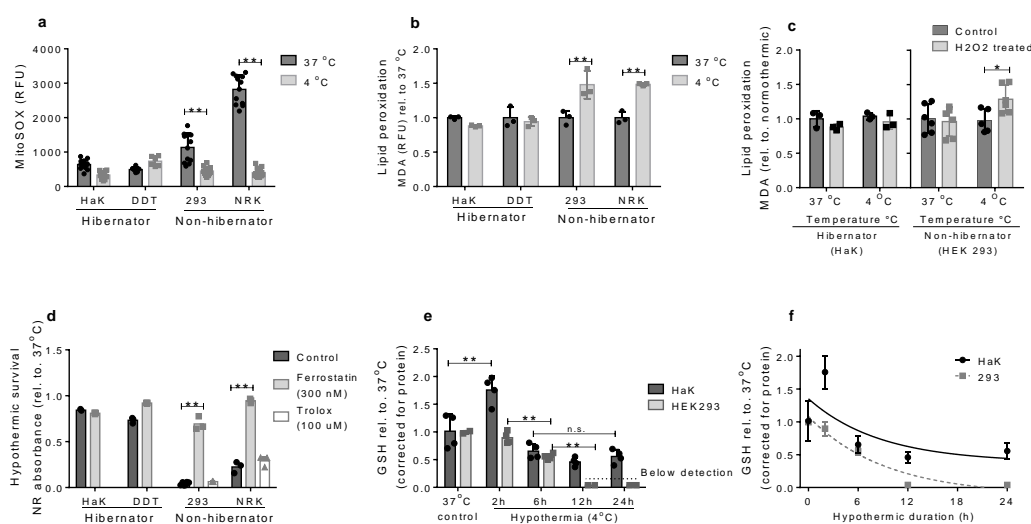 a
MitoSOX (RFU)
4000
3000
2000
1000
0
37 °C
4 °C
**
**
HaK
DDT
293
NRK
Hibernator
Non-hibernator
b
Lipid peroxidation
MDA (RFU) rel. to 37 °C
2.0
1.5
1.0
0.5
0.0
37 °C
4 °C
**
**
HaK
DDT
293
NRK
Hibernator
Non-hibernator
c
Lipid peroxidation
MDA (rel. to. normothermic)
2.0
1.5
1.0
0.5
0.0
Control
H2O2 treated
*
37 °C
4 °C
37 °C
4 °C
Temperature °C
Temperature °C
Hibernator
(HaK)
Non-hibernator
(HEK 293)
d
Hypothermic survival
NR absorbance (rel. to. 37°C)
1.5
1.0
0.5
0.0
Control
Ferrostatin
(300 nM)
Trolox
(100 uM)
**
**
HaK
DDT
293
NRK
Hibernator
Non-hibernator
e
GSH rel. to. 37°C
(corrected for protein)
2.5
2.0
1.5
1.0
0.5
0.0
HaK
HEK293
**
**
n.s.
**
Below detection
37°C
control
2h
6h
12h
24h
Hypothermia (4°C)
f
GSH rel. to. 37°C
(corrected for protein)
2.5
2.0
1.5
1.0
0.5
0.0
HaK
293
0
6
12
18
24
Hypothermic duration (h)